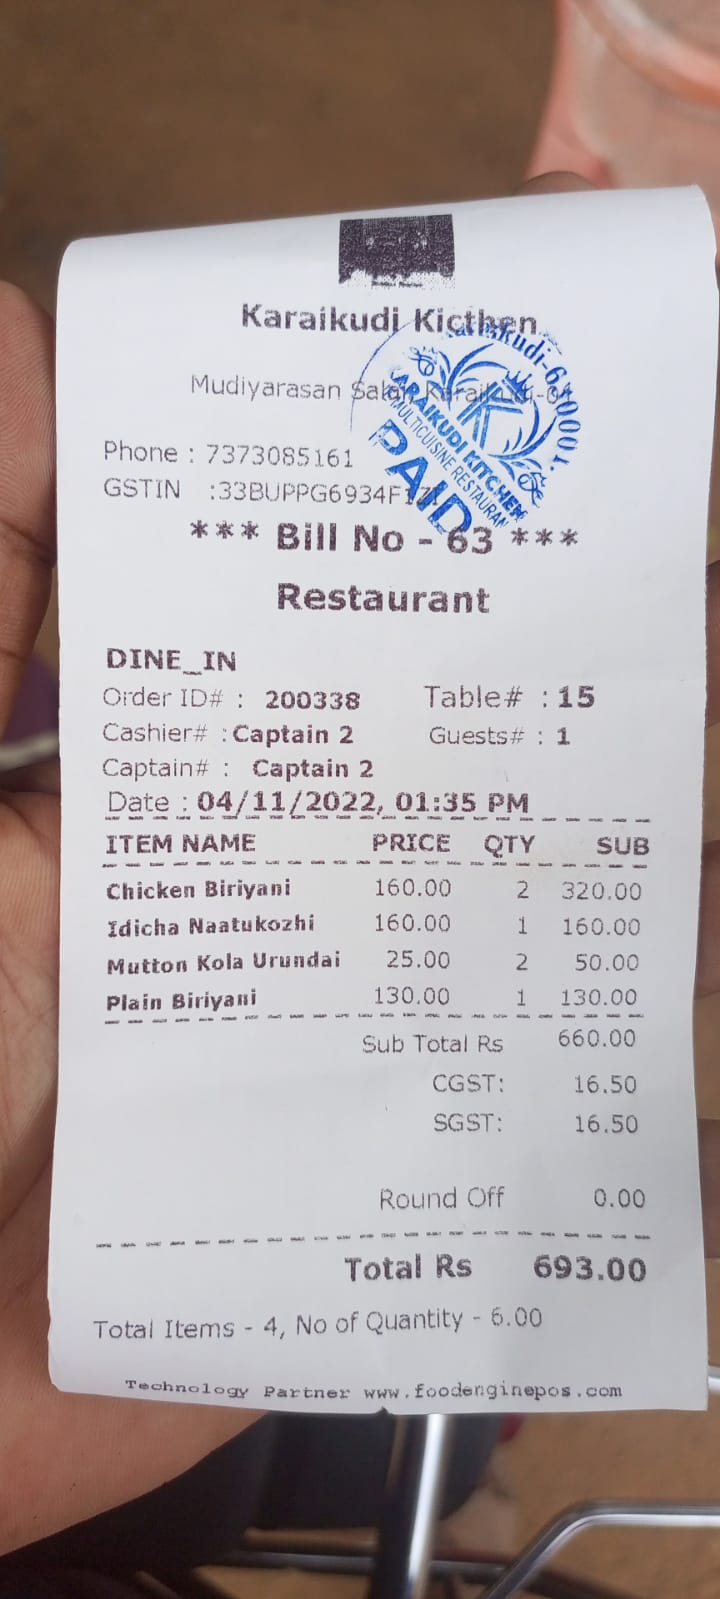 Karaikudi Kicthen
Mudiyarasan Salai, Karaikudi-01
Phone : 7373085161
GSTIN :33BUPPG6934F1Z
karaikudi-630001.
KARAIKUDI KITCHEN
MULTICUISINE RESTAURANT
PAID
*** Bill No - 63 ***
Restaurant
DINE_IN
Order ID# : 200338 Table# : 15
Cashier# : Captain 2 Guests# : 1
Captain# : Captain 2
Date : 04/11/2022, 01:35 PM
ITEM NAME PRICE QTY SUB
Chicken Biriyani 160.00 2 320.00
Idicha Naatukozhi 160.00 1 160.00
Mutton Kola Urundai 25.00 2 50.00
Plain Biriyani 130.00 1 130.00
Sub Total Rs 660.00
CGST: 16.50
SGST: 16.50
Round Off 0.00
Total Rs 693.00
Total Items - 4, No of Quantity - 6.00
Technology Partner www.foodenginepos.com